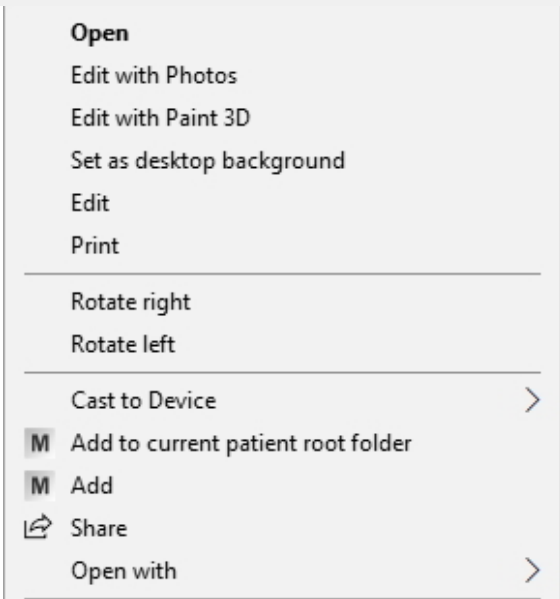 Open
Edit with Photos
Edit with Paint 3D
Set as desktop background
Edit
Print
Rotate right
Rotate left
Cast to Device
M Add to current patient root folder
M Add
Share
Open with